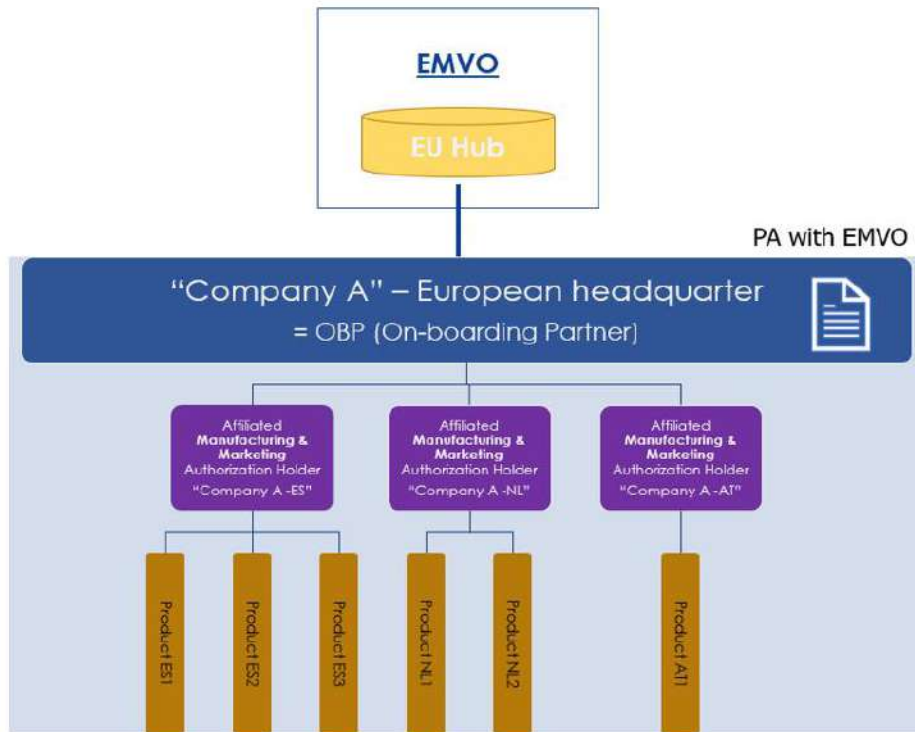 EMVO
EU Hub
PA with EMVO
“Company A” – European headquarter
= OBP (On-boarding Partner)
Affiliated
Manufacturing &
Marketing
Authorization Holder
“Company A -ES”
Affiliated
Manufacturing &
Marketing
Authorization Holder
“Company A -NL”
Affiliated
Manufacturing &
Marketing
Authorization Holder
“Company A -AT”
Product ES1
Product ES2
Product ES3
Product NL1
Product NL2
Product AT1